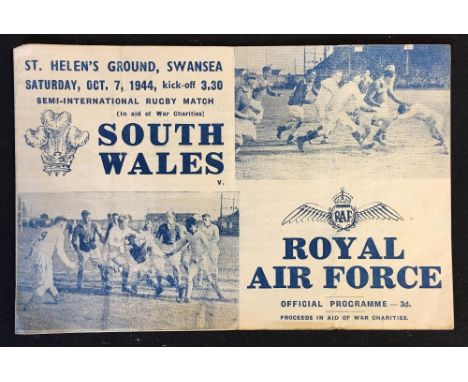 ST. HELEN'S GROUND, SWANSEA
SATURDAY, OCT. 7, 1944, kick-off 3.30
SEMI-INTERNATIONAL RUGBY MATCH
(In aid of War Charities)
SOUTH
WALES
v.
RAF
ROYAL
AIR FORCE
OFFICIAL PROGRAMME — 3d.
PROCEEDS IN AID OF WAR CHARITIES.